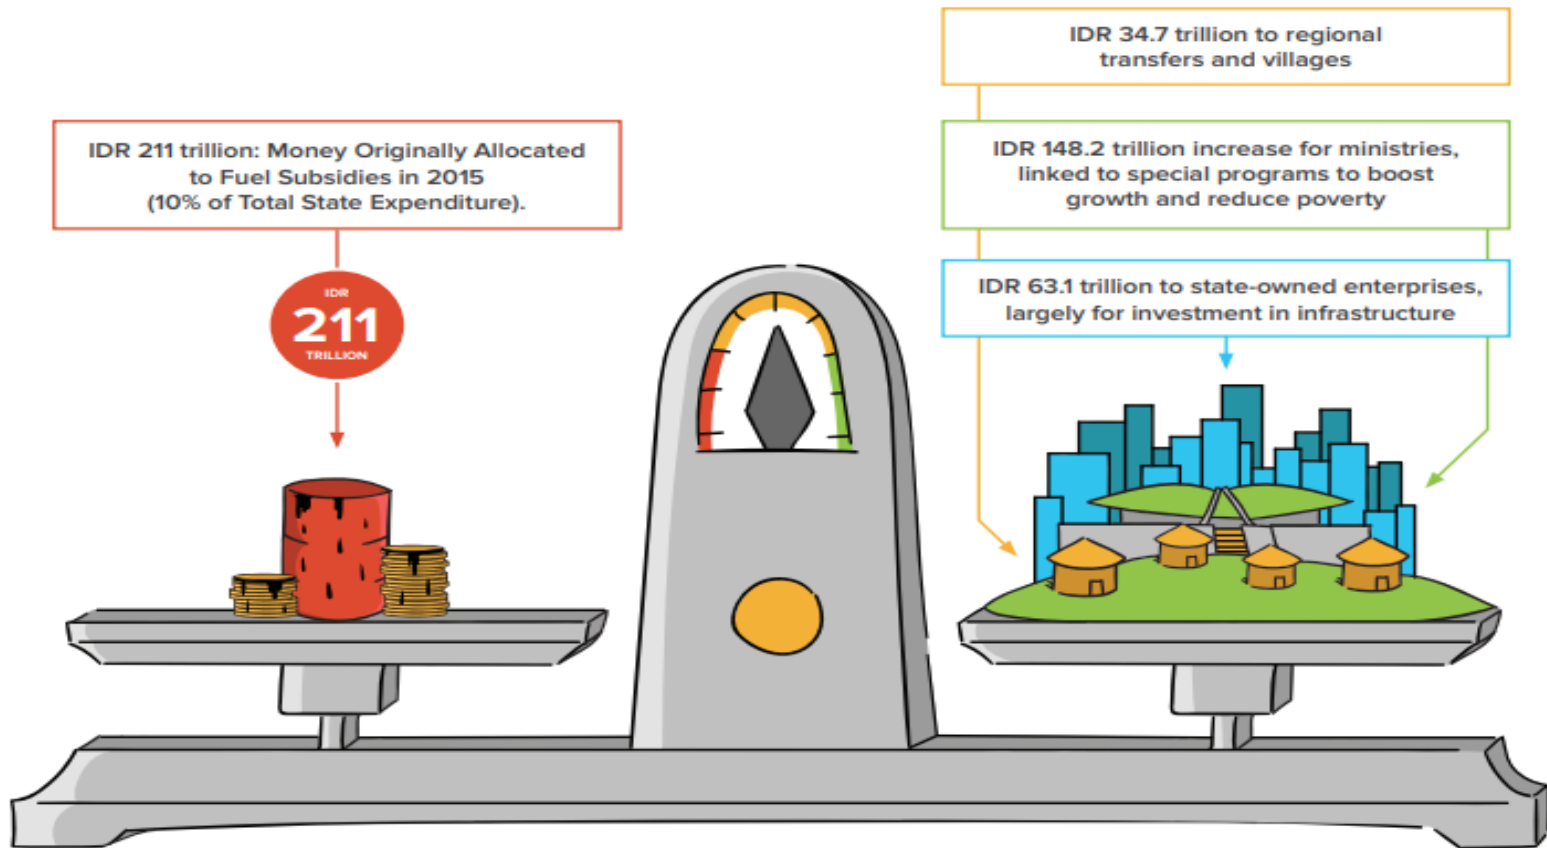 IDR 211 trillion: Money Originally Allocated
to Fuel Subsidies in 2015
(10% of Total State Expenditure).
IDR
211
TRILLION
IDR 34.7 trillion to regional
transfers and villages
IDR 148.2 trillion increase for ministries,
linked to special programs to boost
growth and reduce poverty
IDR 63.1 trillion to state-owned enterprises,
largely for investment in infrastructure